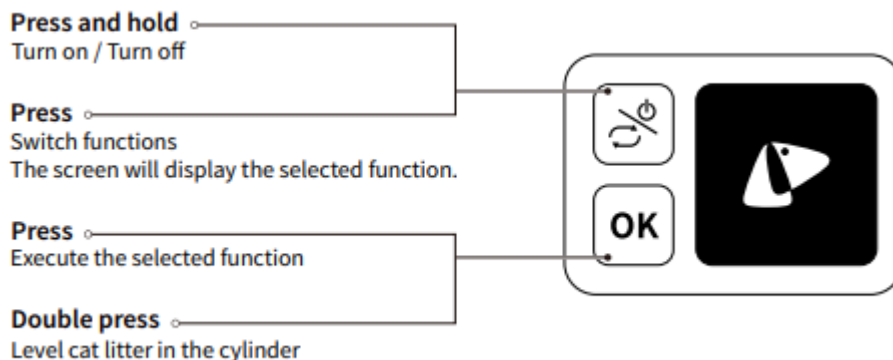 Press and hold
Turn on / Turn off
Press
Switch functions
The screen will display the selected function.
Press
Execute the selected function
Double press
Level cat litter in the cylinder
OK